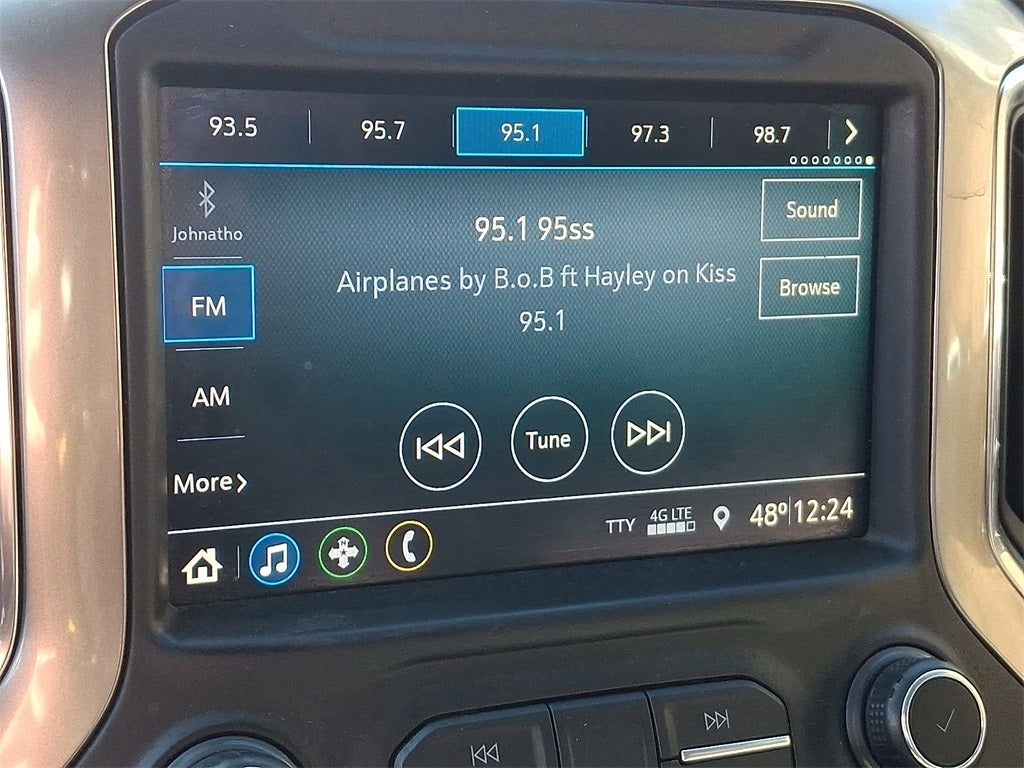 93.5 95.7 95.1 97.3 98.7
Johnatho
Sound
95.1 95ss
FM
Airplanes by B.o.B ft Hayley on Kiss
95.1
Browse
AM
Tune
More
TTY 4G LTE 48° 12:24